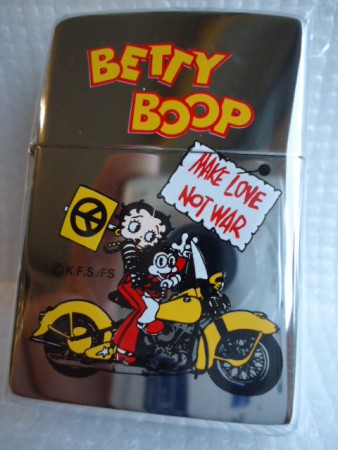 BETTY
BOOP
MAKE LOVE
NOT WAR
©K.F.S./FS